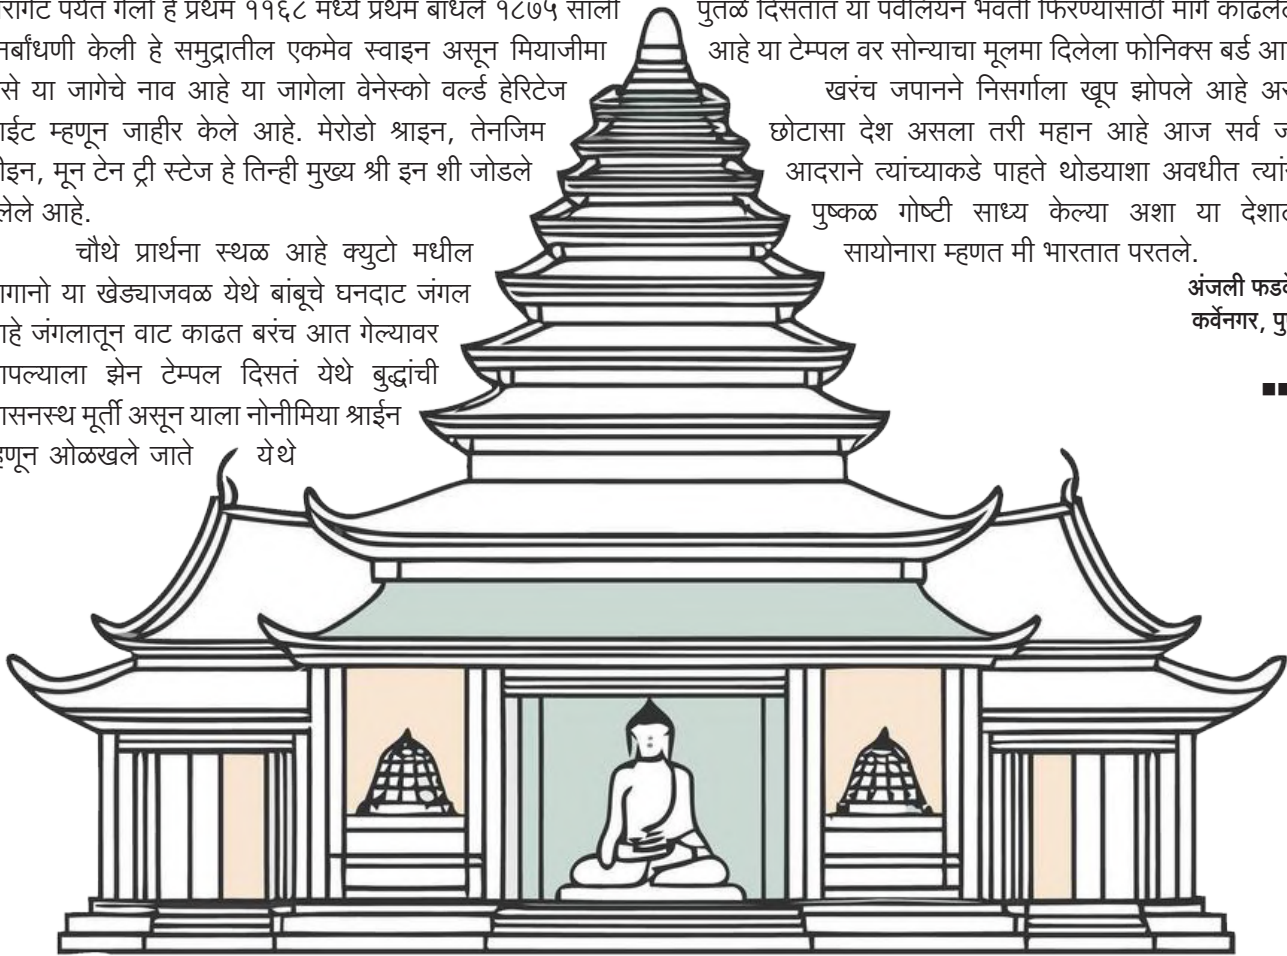 रागेट पर्यंत गेलो हे प्रथम ११६८ मध्ये प्रथम बांधले १८७५ साली
नर्बांधणी केली हे समुद्रातील एकमेव स्वाइन असून मियाजीमा
से या जागेचे नाव आहे या जागेला वेनेस्को वर्ल्ड हेरिटेज
ाईट म्हणून जाहीर केले आहे. मेरोडो श्राइन, तेनजिम
ोइन, मून टेन ट्री स्टेज हे तिन्ही मुख्य श्री इन शी जोडले
लेले आहे.
चौथे प्रार्थना स्थळ आहे क्युटो मधील
गानो या खेड्याजवळ येथे बांबूचे घनदाट जंगल
हे जंगलातून वाट काढत बरंच आत गेल्यावर
पल्याला झेन टेम्पल दिसतं येथे बुद्धांची
सनस्थ मूर्ती असून याला नोनीमिया श्राईन
हणून ओळखले जाते येथे
पुतळे दिसतात या पॅवेलियन भवती फिरण्यासाठी मार्ग काढलेल
आहे या टेम्पल वर सोन्याचा मूलमा दिलेला फोनिक्स बर्ड आ
खरंच जपानने निसर्गाला खूप झोपले आहे अस
छोटासा देश असला तरी महान आहे आज सर्व ज
आदराने त्यांच्याकडे पाहते थोडयाशा अवधीत त्यां
पुष्कळ गोष्टी साध्य केल्या अशा या देशाल
सायोनारा म्हणत मी भारतात परतले.
अंजली फडके
कर्वेनगर, पु